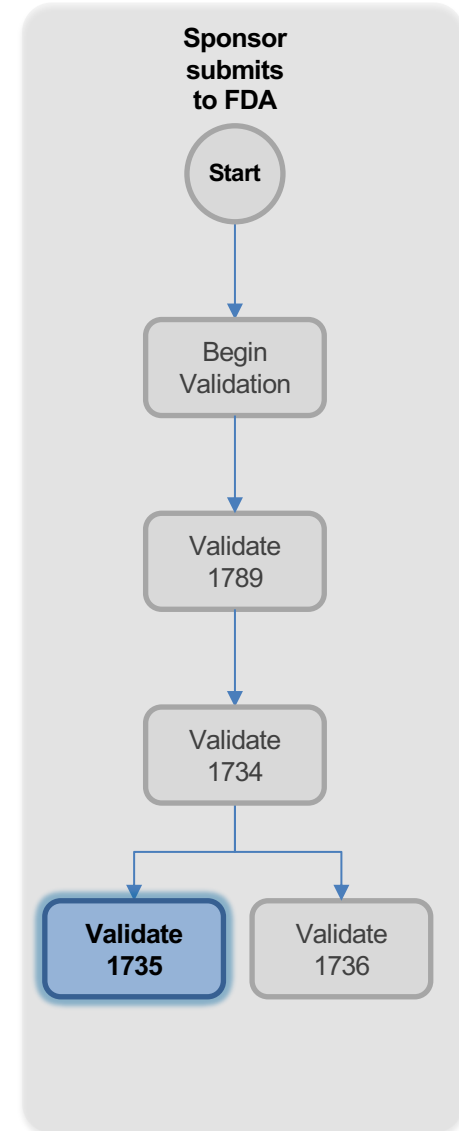 Sponsor
submits
to FDA
Start
Begin
Validation
Validate
1789
Validate
1734
Validate
1735
Validate
1736